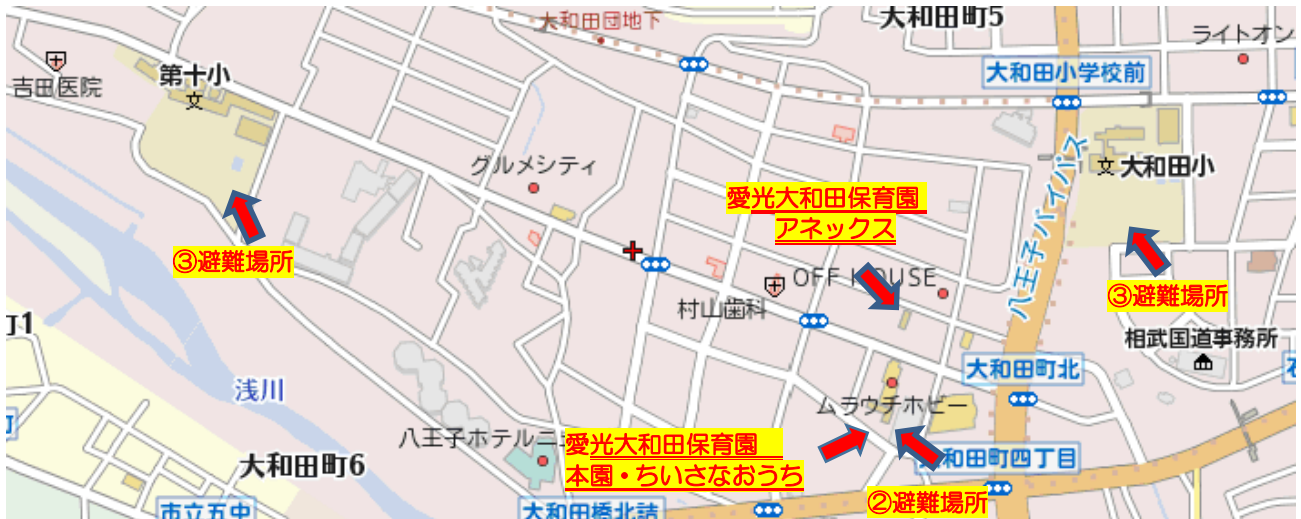 大和田団地下
大和田町5
ライトオン
吉田医院
第十小
文
大和田小学校前
グルメシティ
文
大和田小
八王子バイパス
愛光大和田保育園
アネックス
③避難場所
OFF HOUSE
村山歯科
③避難場所
相武国道事務所
町1
浅川
大和田町北
ムラウチホビー
八王子ホテルニュ
愛光大和田保育園
本園・ちいさなおうち
大和田町6
大和田町四丁目
②避難場所
市立五中
大和田橋北詰
石
町